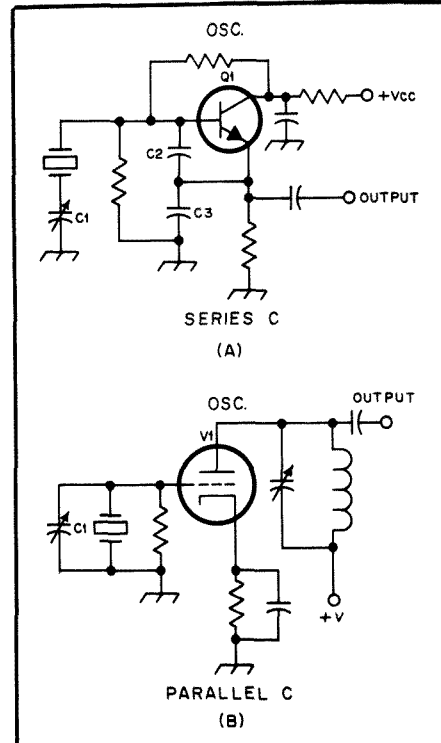 OSC.
Q1
+Vcc
C2
C1
C3
OUTPUT
SERIES C
(A)
OSC.
OUTPUT
V1
C1
+V
PARALLEL C
(B)